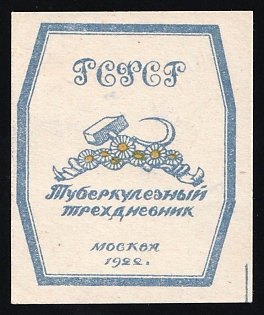 РСФСР
Туберкулезный
трехдневник
МОСКВА
1922.